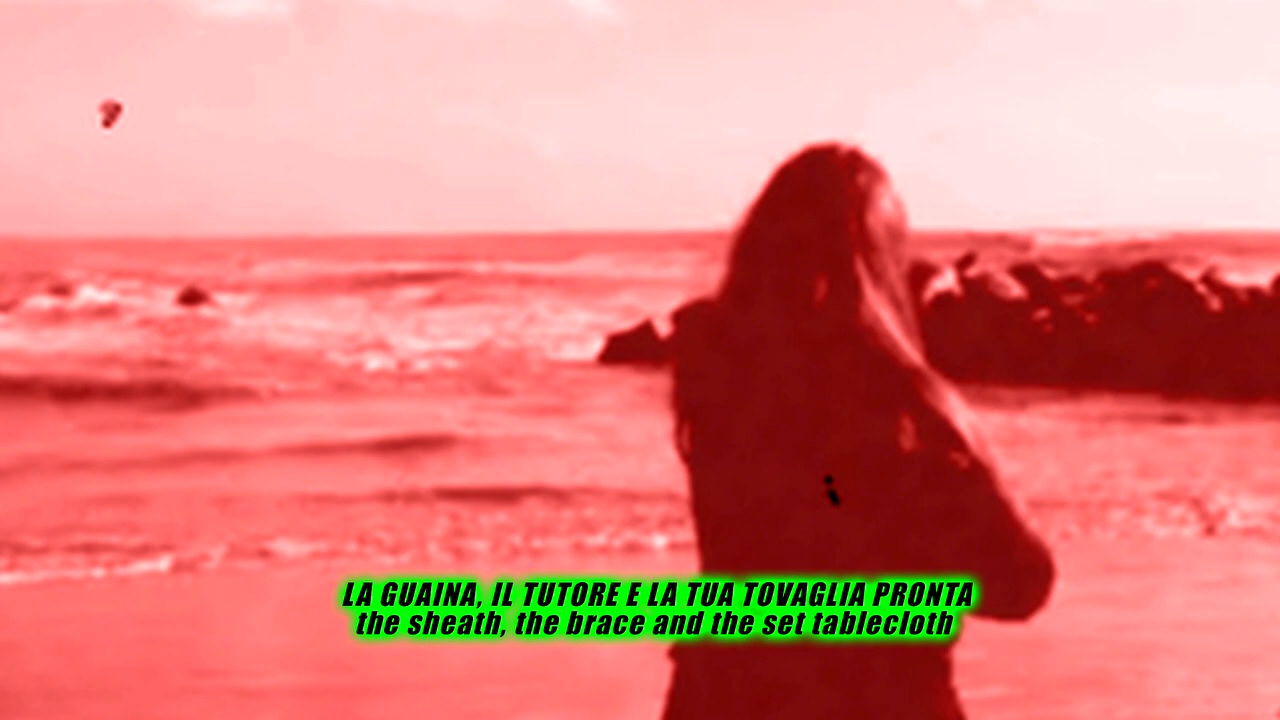 LA GUAINA, IL TUTORE E LA TUA TOVAGLIA PRONTA
the sheath, the brace and the set tablecloth